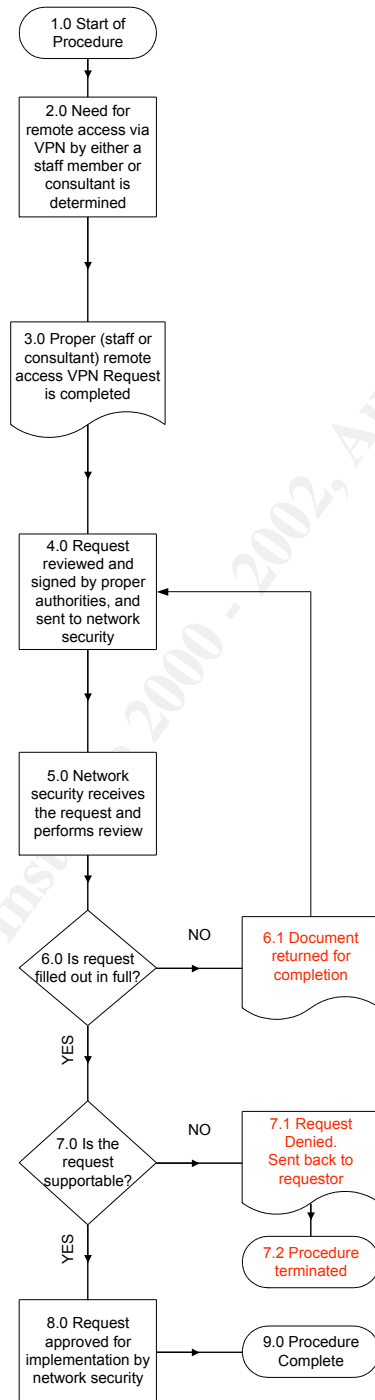 1.0 Start of
Procedure
2.0 Need for
remote access via
VPN by either a
staff member or
consultant is
determined
3.0 Proper (staff or
consultant) remote
access VPN Request
is completed
4.0 Request
reviewed and
signed by proper
authorities, and
sent to network
security
5.0 Network
security receives
the request and
performs review
6.0 Is request
filled out in full?
NO
6.1 Document
returned for
completion
YES
7.0 Is the
request
supportable?
NO
7.1 Request
Denied.
Sent back to
requestor
7.2 Procedure
terminated
YES
8.0 Request
approved for
implementation by
network security
9.0 Procedure
Complete
2000 - 2002,